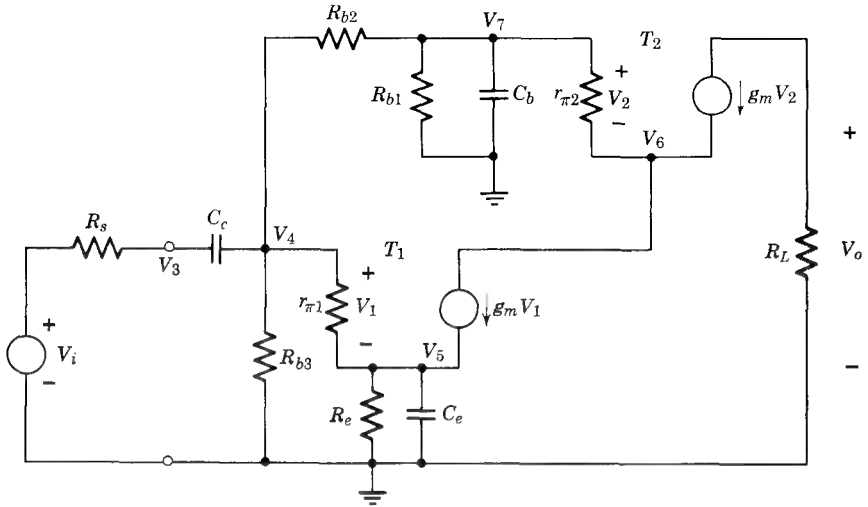 R_b2
V_7
T_2
R_b1
C_b
r_π2
+
V_2
−
g_m V_2
V_6
+
R_s
C_c
V_4
V_3
T_1
R_L
V_o
+
r_π1
V_1
−
g_m V_1
+
V_i
−
R_b3
V_5
−
R_e
C_e